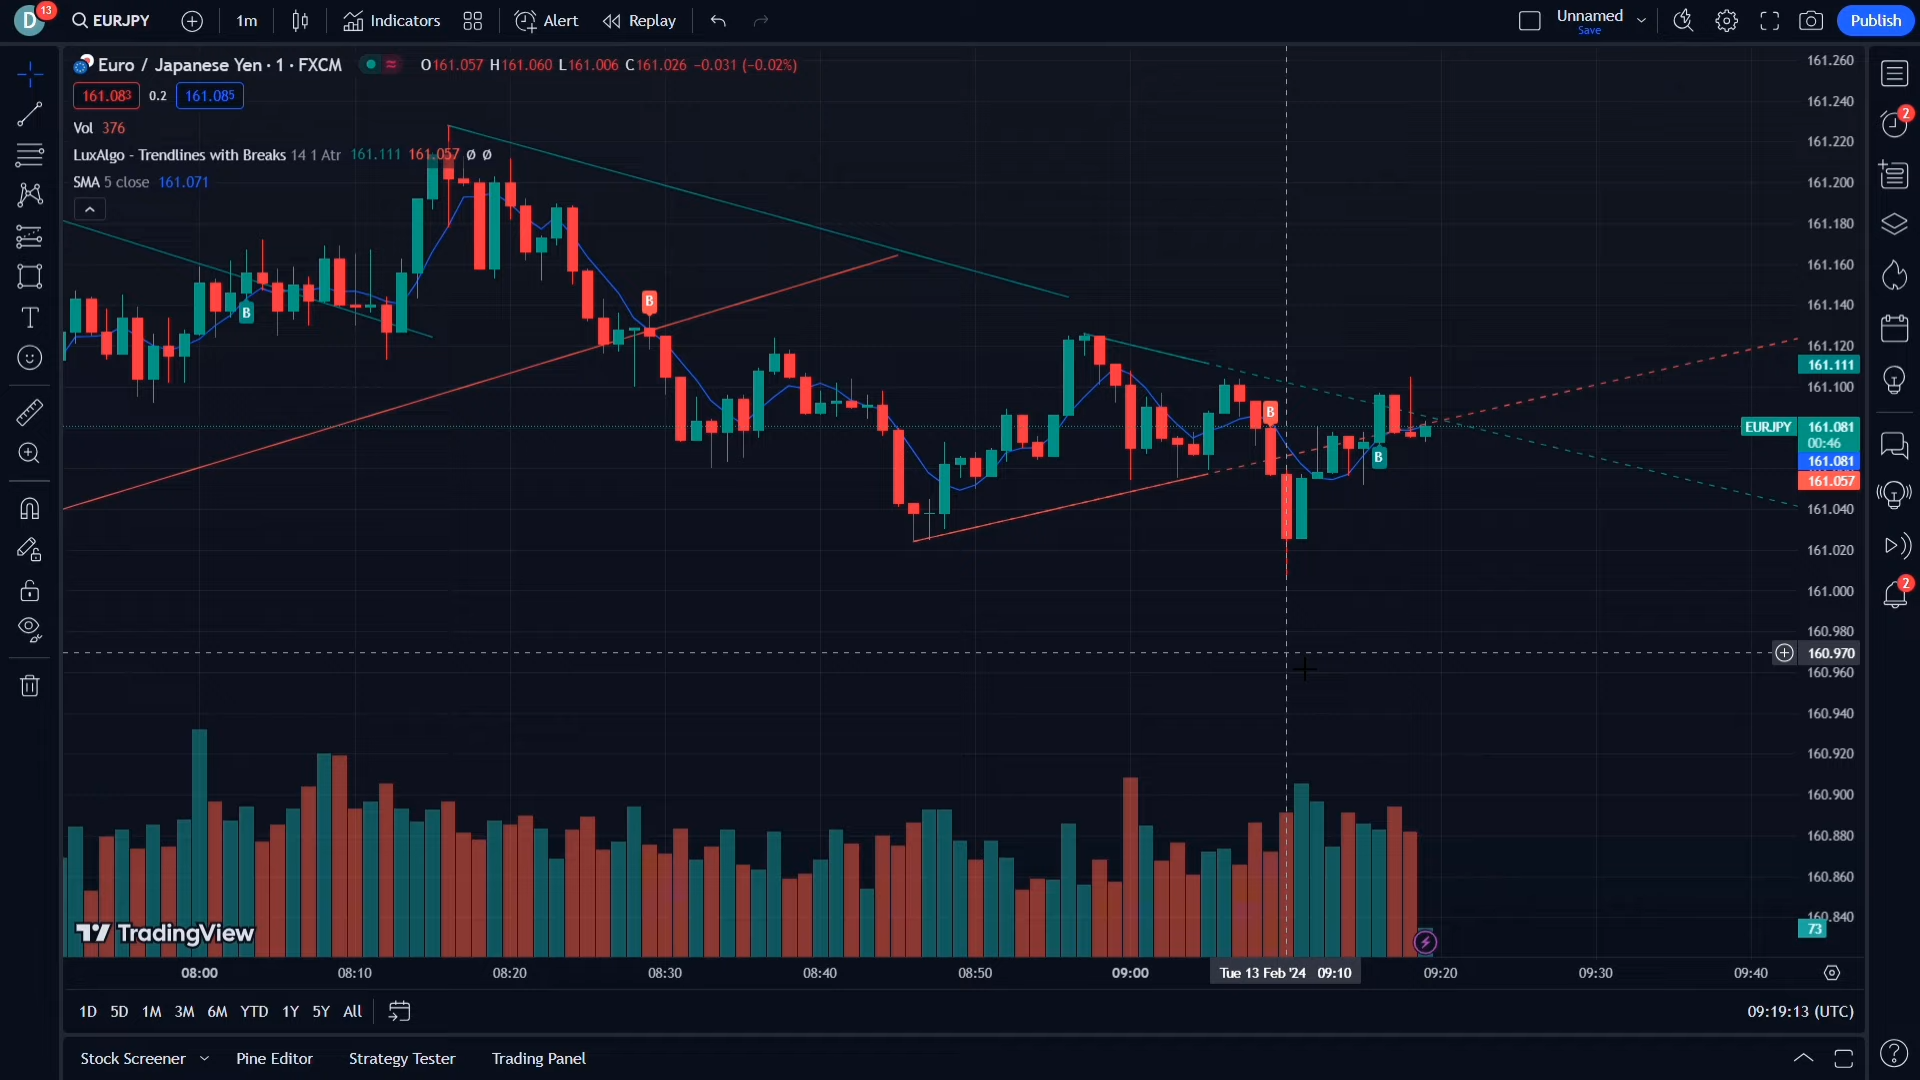 D 13 EURJPY 1m Indicators Alert Replay Unnamed Save Publish
Euro / Japanese Yen · 1 · FXCM O161.057 H161.060 L161.006 C161.026 −0.031 (−0.02%)
161.083 0.2 161.085
Vol 376
LuxAlgo - Trendlines with Breaks 14 1 Atr 161.111 161.057 Ø Ø
SMA 5 close 161.071
B
B
B
B
161.260
161.240
161.220
161.200
161.180
161.160
161.140
161.120
161.111
161.100
EURJPY 161.081
00:46
161.081
161.057
161.040
161.020
161.000
160.980
160.970
160.960
160.940
160.920
160.900
160.880
160.860
160.840
73
2
2
TradingView
08:00 08:10 08:20 08:30 08:40 08:50 09:00 Tue 13 Feb '24 09:10 09:20 09:30 09:40
1D 5D 1M 3M 6M YTD 1Y 5Y All 09:19:13 (UTC)
Stock Screener Pine Editor Strategy Tester Trading Panel